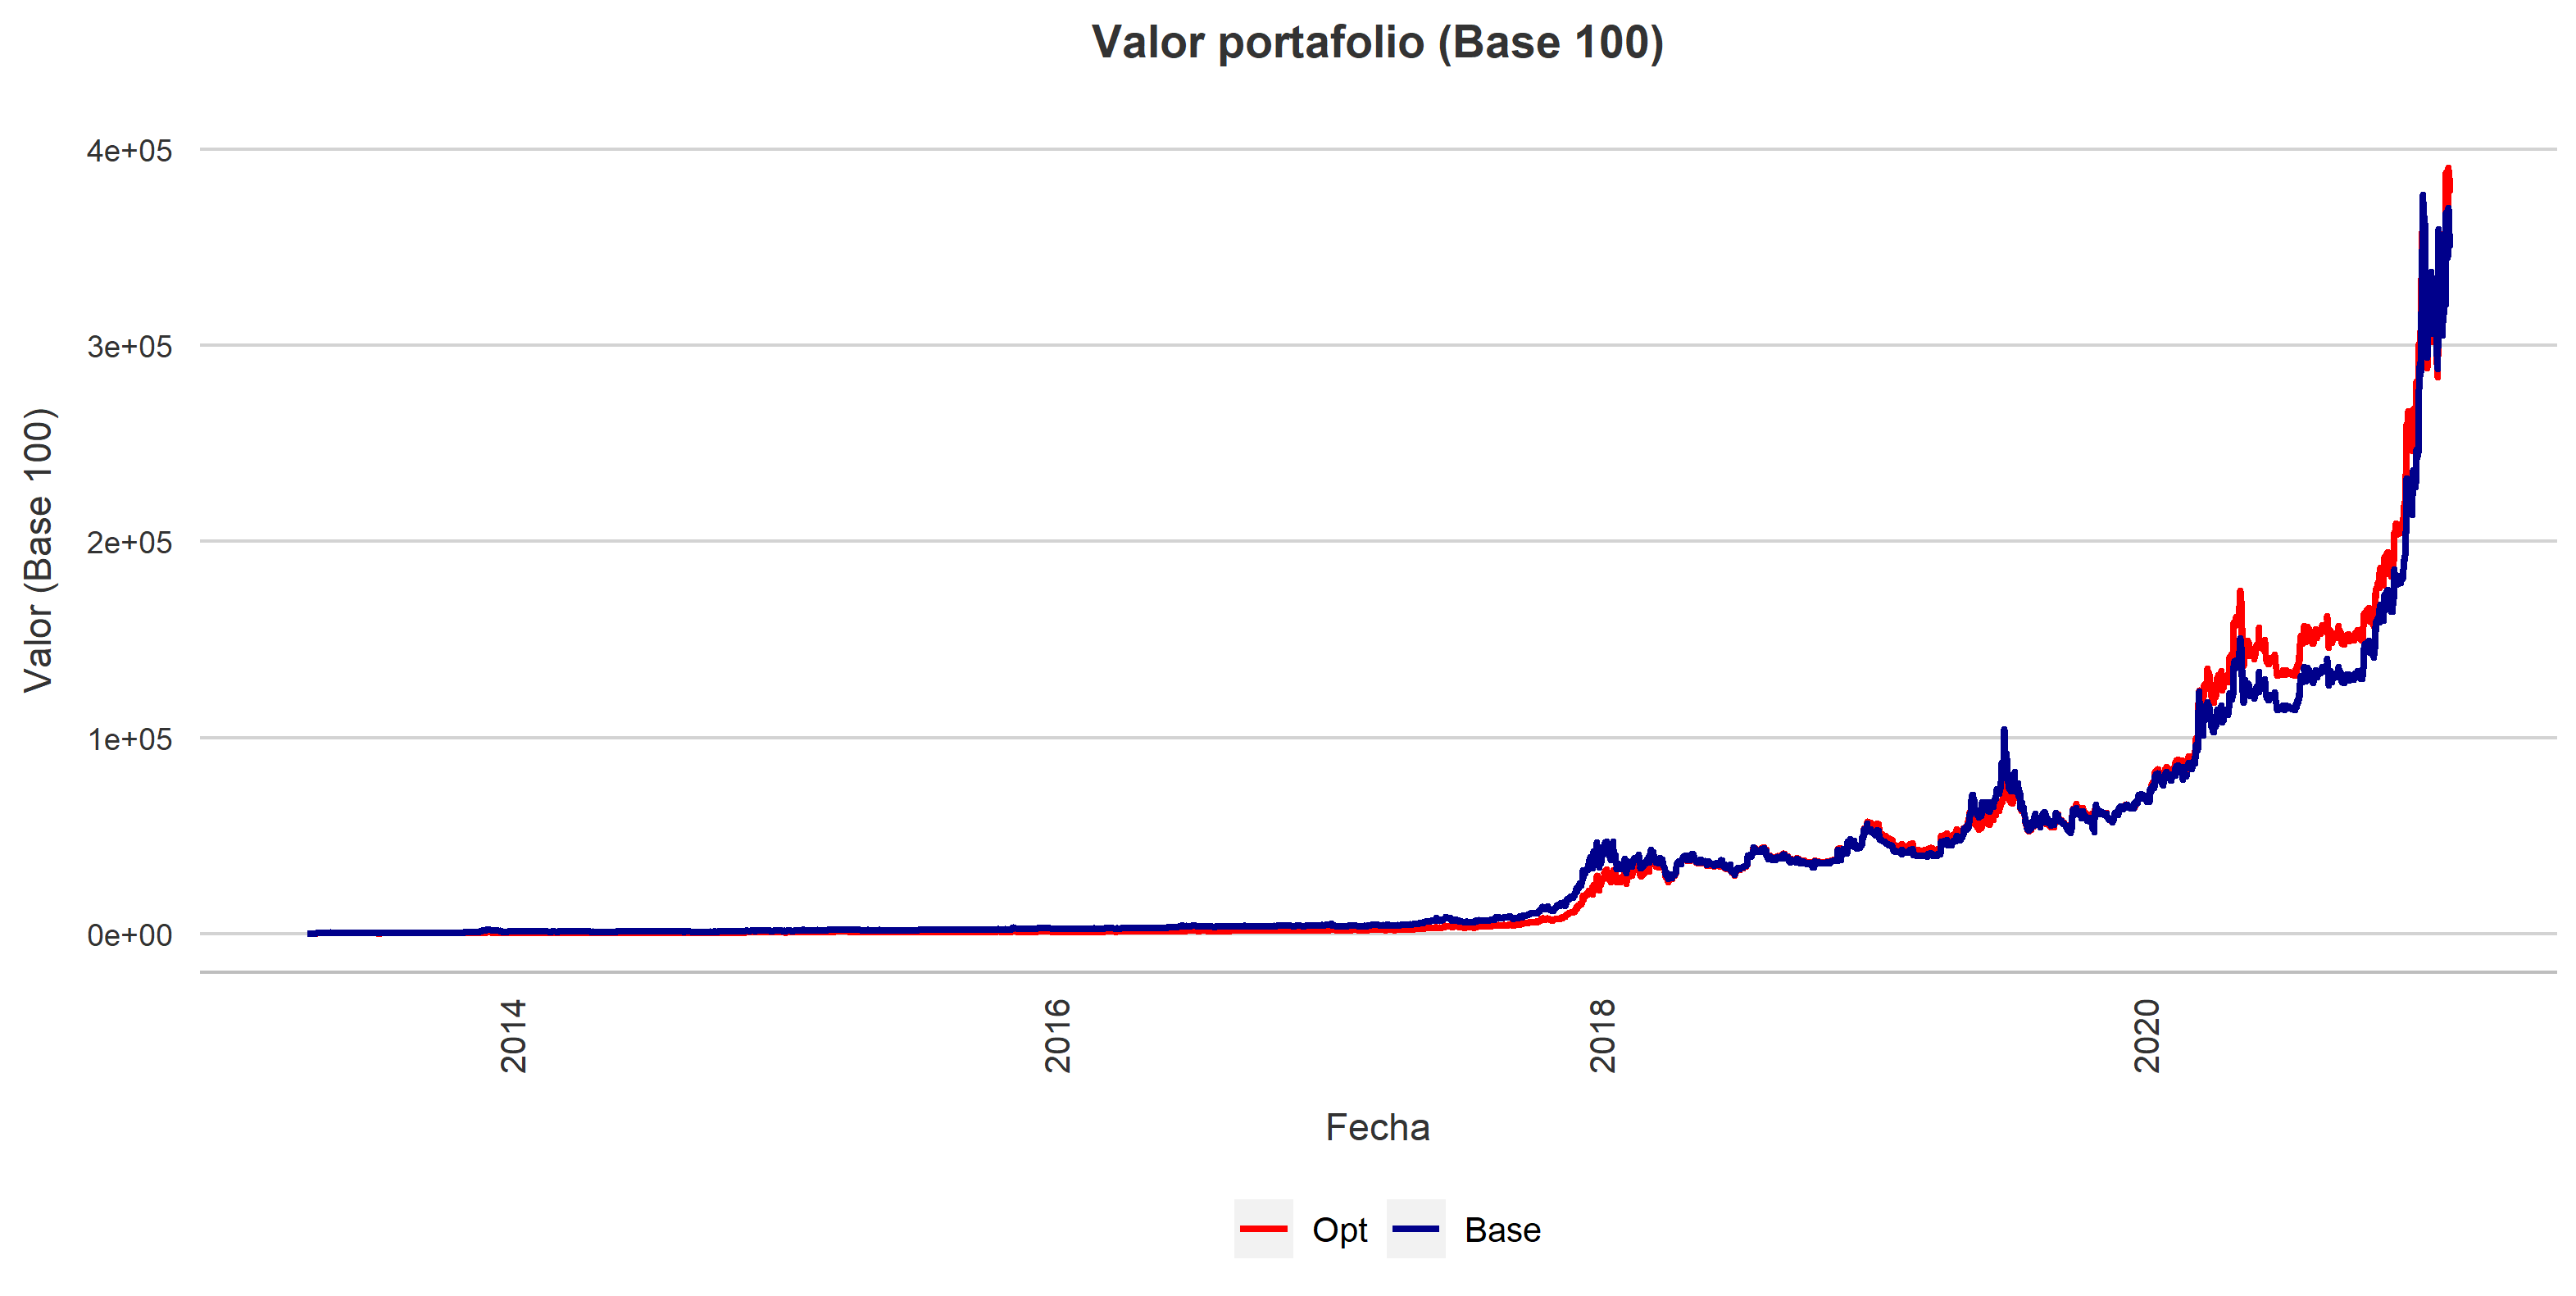 Valor portafolio (Base 100)
4e+05
3e+05
2e+05
1e+05
0e+00
Valor (Base 100)
2014
2016
2018
2020
Fecha
Opt
Base